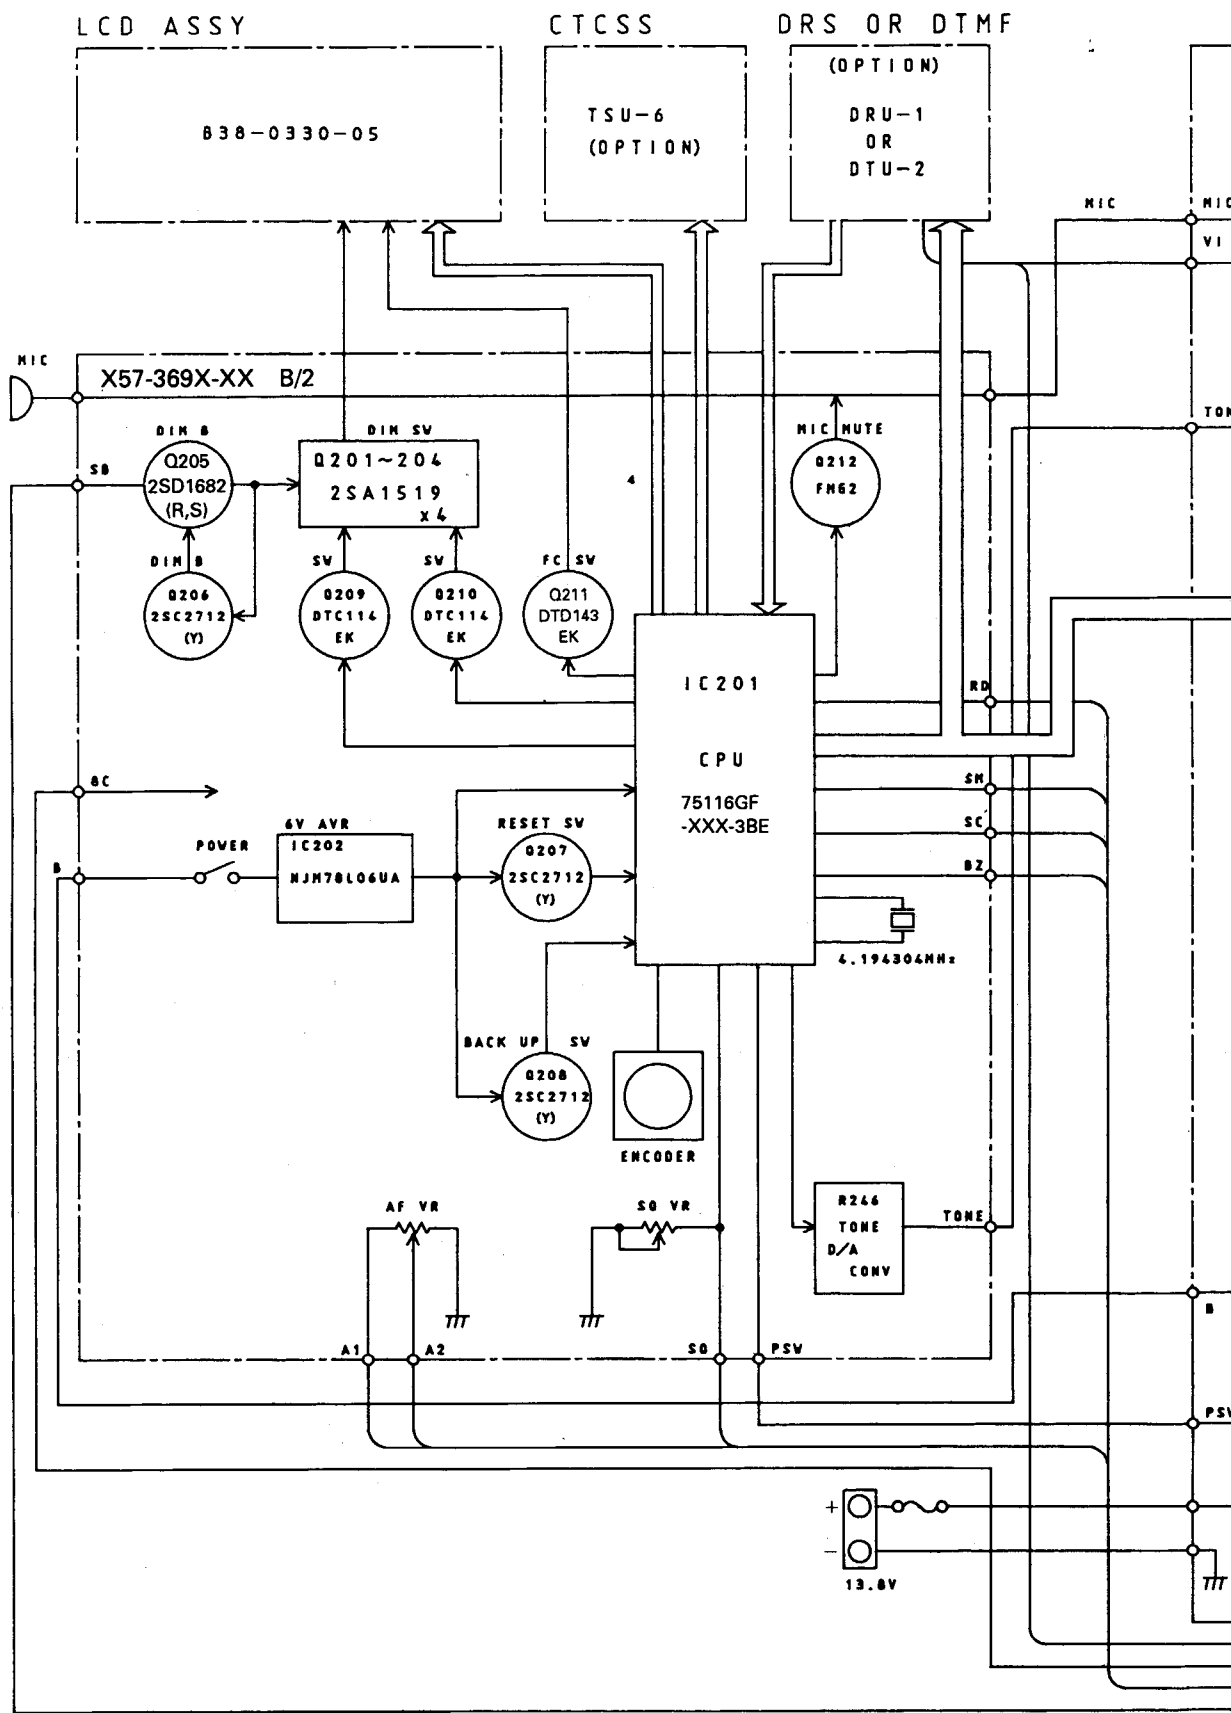 LCD ASSY
CTCSS
DRS OR DTMF
(OPTION)
B38-0330-05
TSU-6
(OPTION)
DRU-1
OR
DTU-2
MIC
MIC
VI
MIC
X57-369X-XX B/2
TON
DIM B
Q205
2SD1682
(R,S)
SB
DIM SW
Q201~204
2SA1519
x4
MIC MUTE
Q212
FMG2
4
DIM B
Q206
2SC2712
(Y)
SW
Q209
DTC114
EK
SW
Q210
DTC114
EK
FC SW
Q211
DTD143
EK
IC201
CPU
75116GF
-XXX-3BE
RD
8C
SM
SC
BZ
B
POWER
6V AVR
IC202
NJM78L06UA
RESET SW
Q207
2SC2712
(Y)
4.194304MHz
BACK UP SW
Q208
2SC2712
(Y)
ENCODER
AF VR
SQ VR
R246
TONE
D/A
CONV
TONE
B
A1
A2
SQ
PSW
PSW
+
-
13.8V